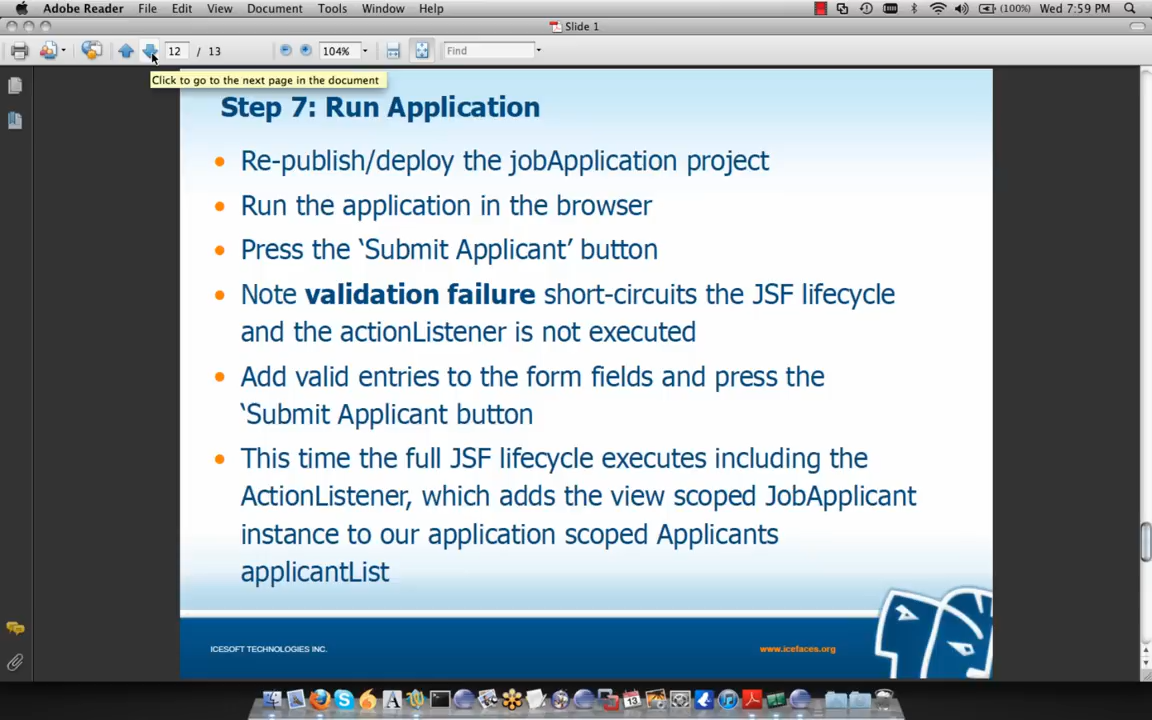 Adobe Reader File Edit View Document Tools Window Help (100%) Wed 7:59 PM
Slide 1
12 / 13 104% Find
Click to go to the next page in the document
Step 7: Run Application
• Re-publish/deploy the jobApplication project
• Run the application in the browser
• Press the ‘Submit Applicant’ button
• Note validation failure short-circuits the JSF lifecycle
and the actionListener is not executed
• Add valid entries to the form fields and press the
‘Submit Applicant button
• This time the full JSF lifecycle executes including the
ActionListener, which adds the view scoped JobApplicant
instance to our application scoped Applicants
applicantList
ICESOFT TECHNOLOGIES INC. www.icefaces.org